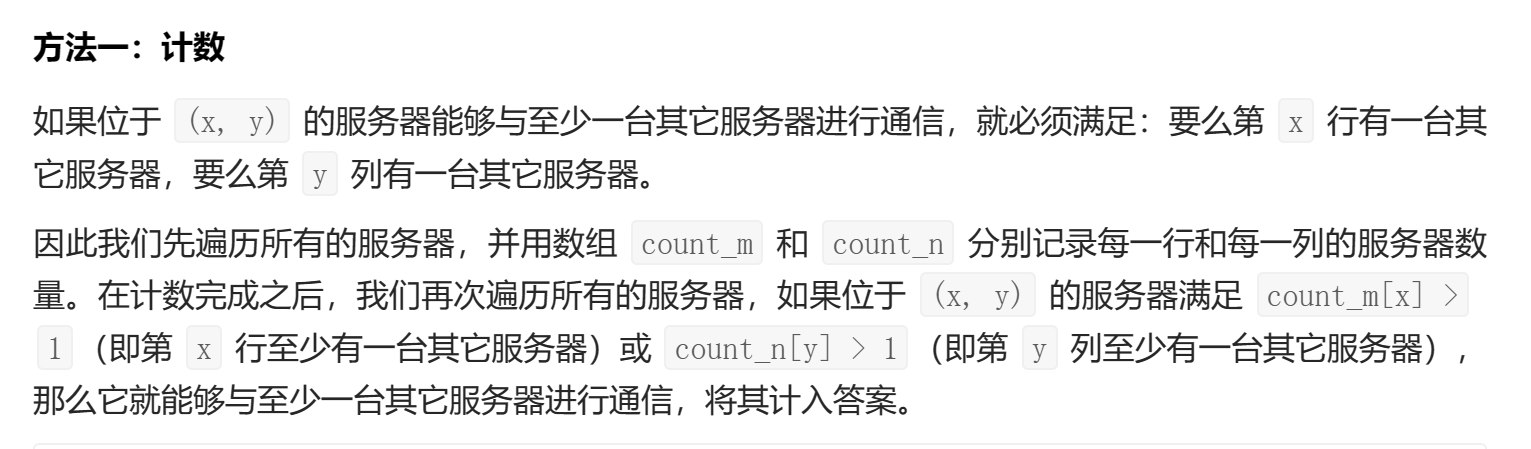 方法一：计数
如果位于 (x, y) 的服务器能够与至少一台其它服务器进行通信，就必须满足：要么第 x 行有一台其
它服务器，要么第 y 列有一台其它服务器。
因此我们先遍历所有的服务器，并用数组 count_m 和 count_n 分别记录每一行和每一列的服务器数
量。在计数完成之后，我们再次遍历所有的服务器，如果位于 (x, y) 的服务器满足 count_m[x] >
1 （即第 x 行至少有一台其它服务器）或 count_n[y] > 1 （即第 y 列至少有一台其它服务器），
那么它就能够与至少一台其它服务器进行通信，将其计入答案。